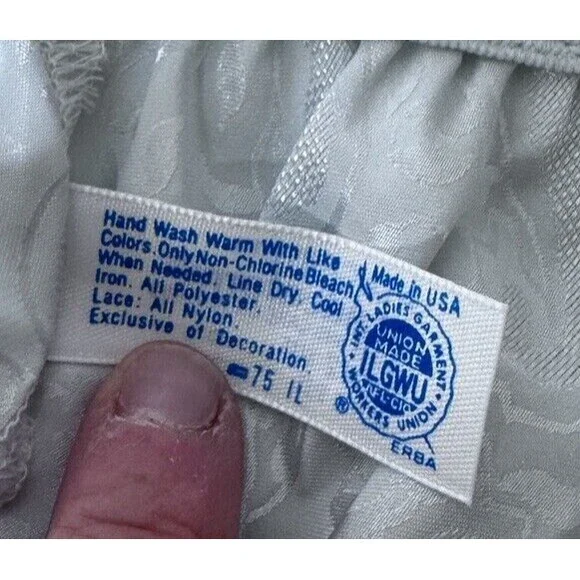 Hand Wash Warm With Like
Colors. Only Non-Chlorine Bleach
When Needed. Line Dry. Cool
Iron. All Polyester.
Lace: All Nylon.
Exclusive of Decoration.
75 IL
Made in USA
INT. LADIES GARMENT
UNION
MADE
ILGWU
AFL-CIO
WORKERS UNION
®
ERBA